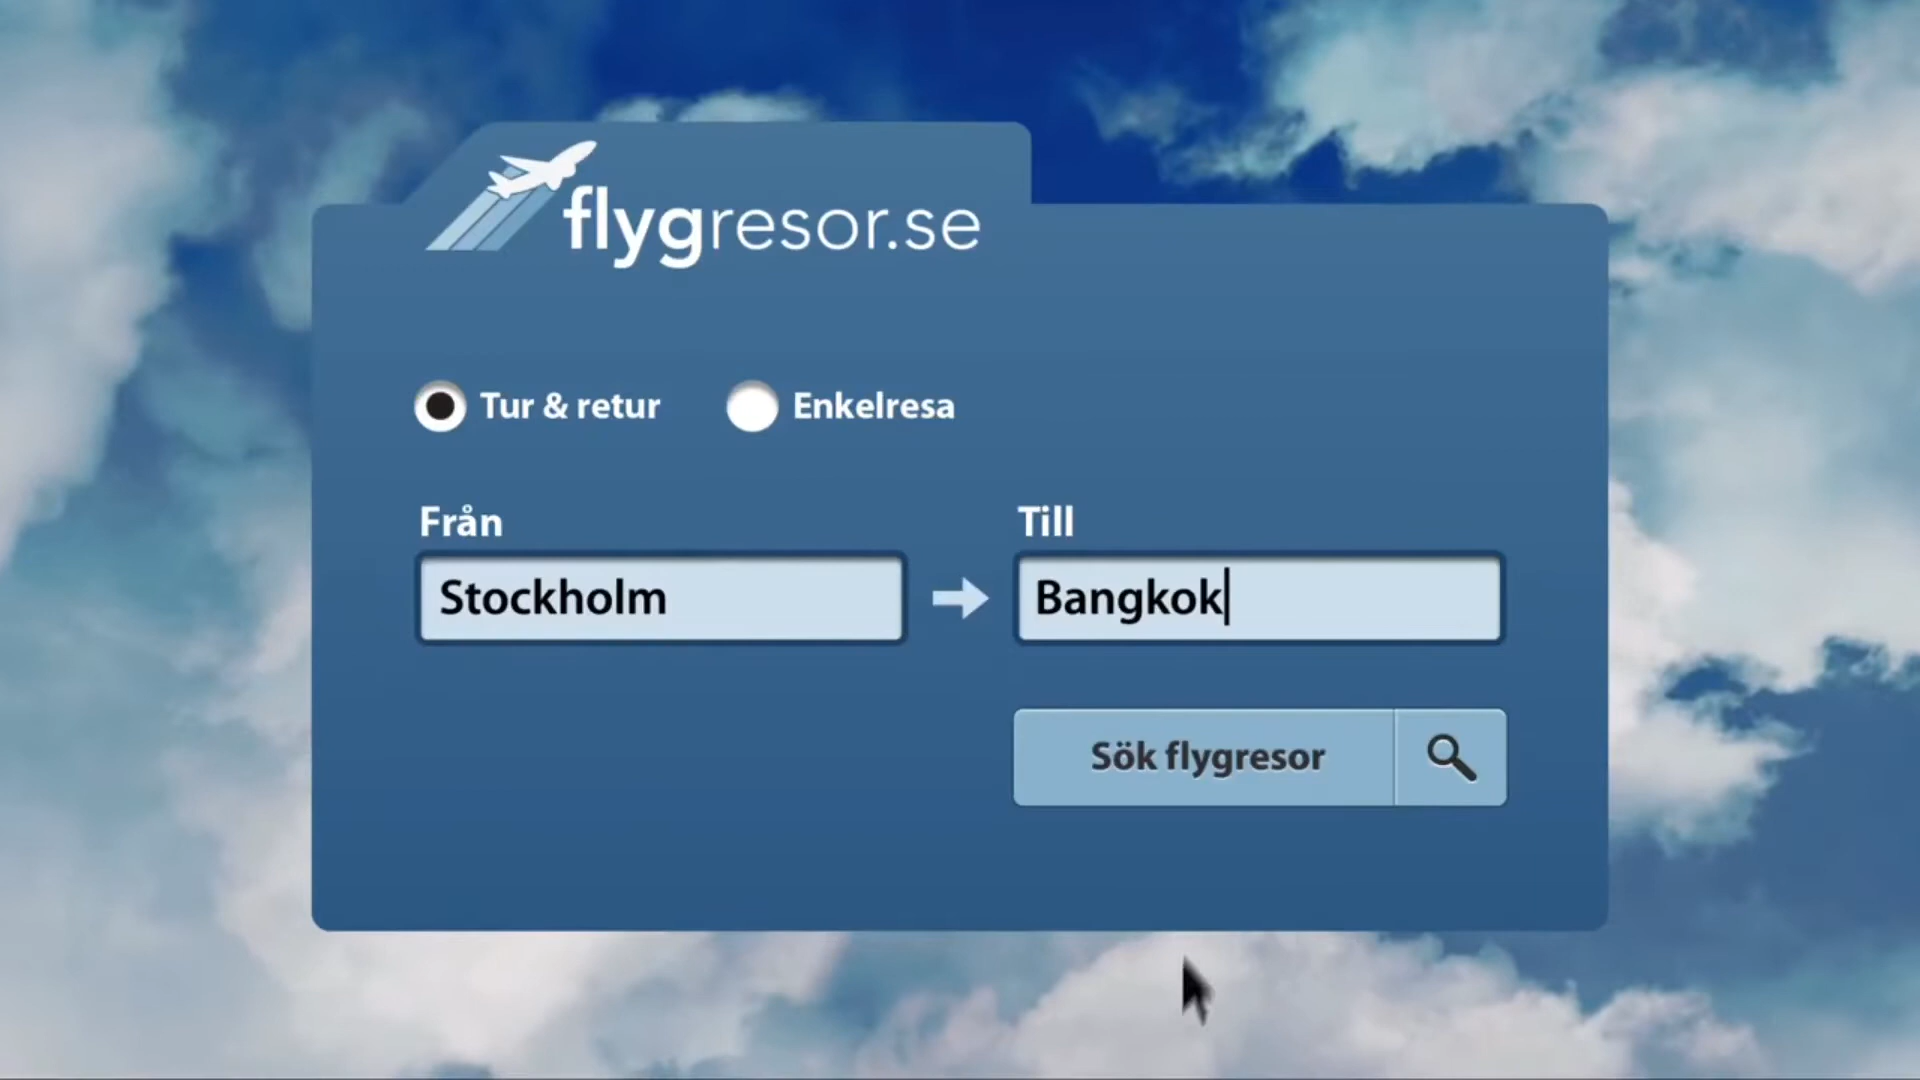 flygresor.se
Tur & retur Enkelresa
Från Till
Stockholm Bangkok
Sök flygresor